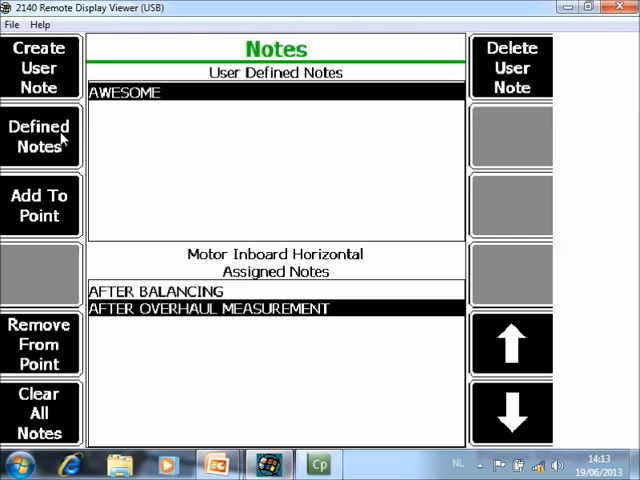 2140 Remote Display Viewer (USB)
File Help
Create
User
Note
Defined
Notes
Add To
Point
Remove
From
Point
Clear
All
Notes
Notes
User Defined Notes
AWESOME
Motor Inboard Horizontal
Assigned Notes
AFTER BALANCING
AFTER OVERHAUL MEASUREMENT
Delete
User
Note
Cp
NL
14:13
19/06/2013